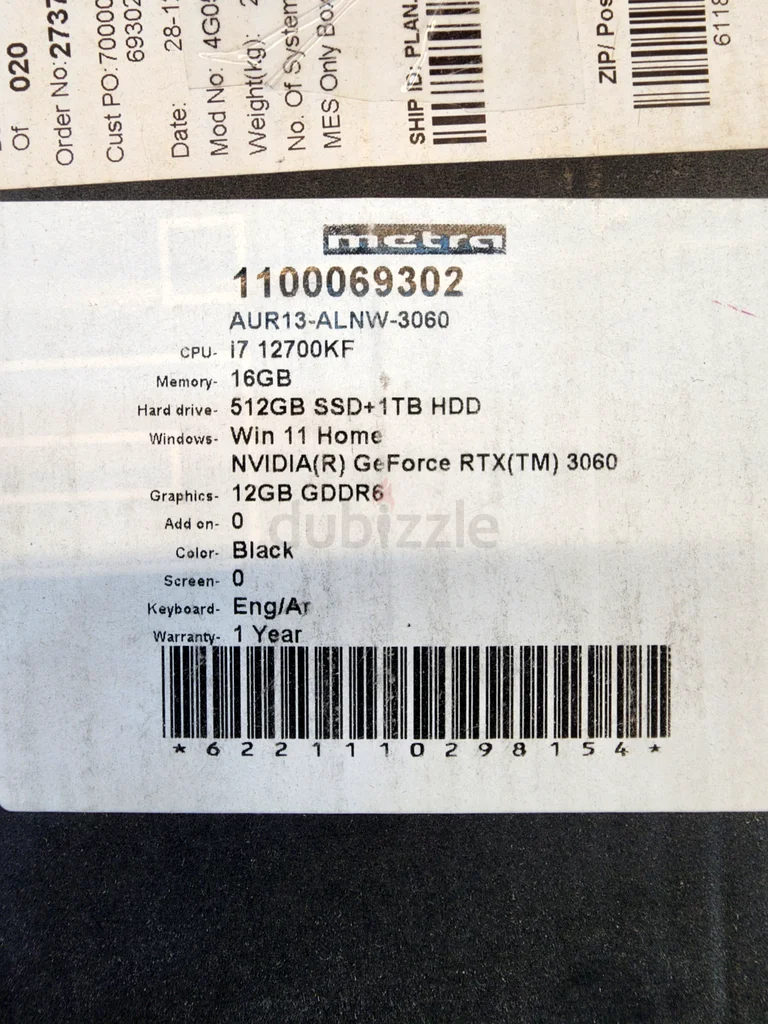 Of 020
Order No:2737
Cust PO:70000
69302
Date: 28-1
Mod No: 4G05
Weight(kg): 2
No. Of System
MES Only Box
SHIP ID: PLAN.
ZIP/ Pos
6118
metra
1100069302
AUR13-ALNW-3060
CPU- i7 12700KF
Memory- 16GB
Hard drive- 512GB SSD+1TB HDD
Windows- Win 11 Home
NVIDIA(R) GeForce RTX(TM) 3060
Graphics- 12GB GDDR6
Add on- 0
dubizzle
Color- Black
Screen- 0
Keyboard- Eng/Ar
Warranty- 1 Year
*6221110298154*